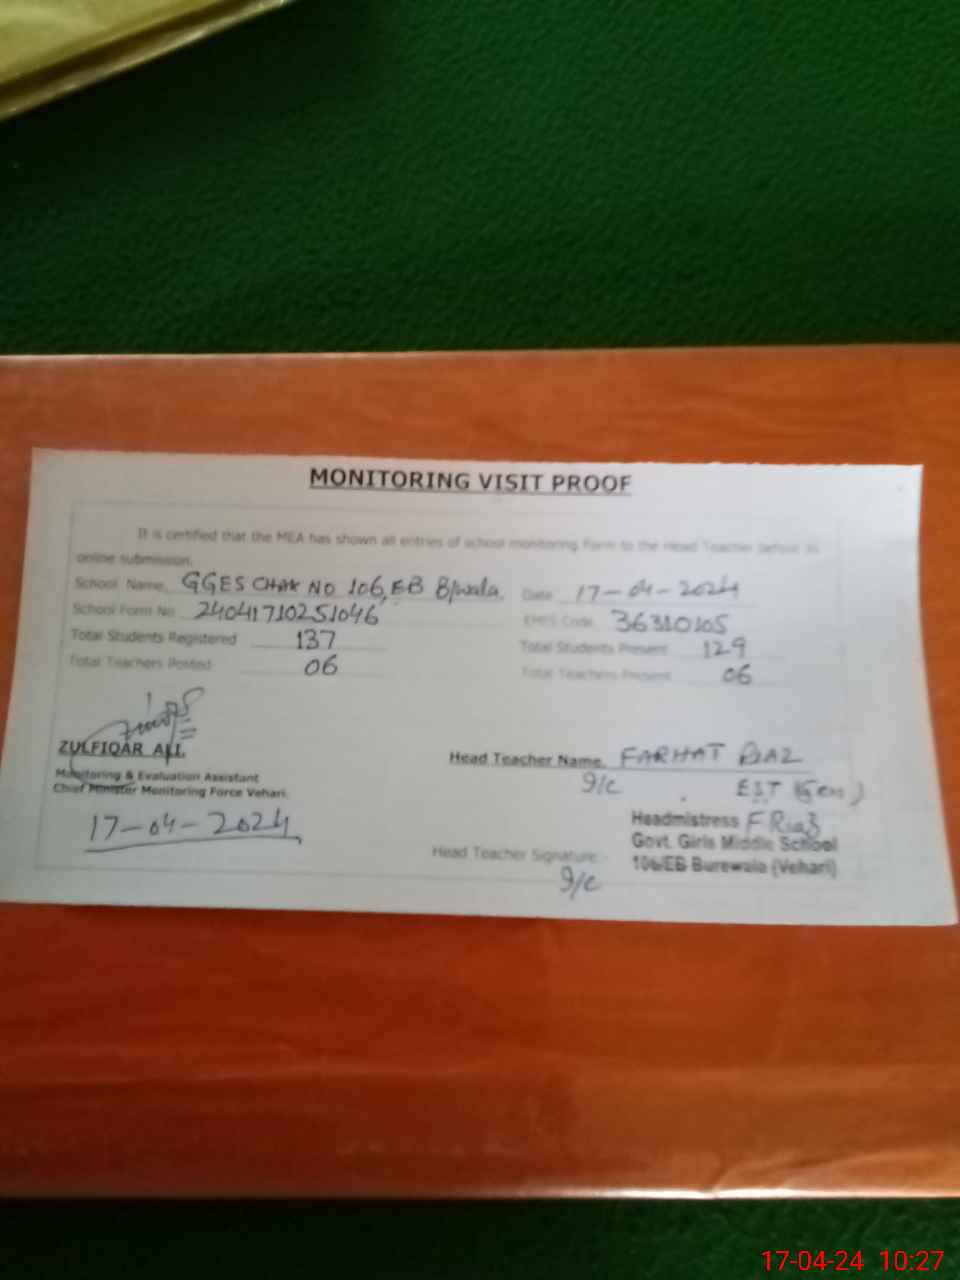 MONITORING VISIT PROOF
It is certified that the MEA has shown all entries of school monitoring Form to the Head Teacher before its
online submission.
School Name. GGES Chak No 106, EB B/wala. Date 17-04-2024
School Form No 24041710251046 EMIS Code 36310105
Total Students Registered 137 Total Students Present 129
Total Teachers Posted 06 Total Teachers Present 06
ZULFIQAR ALI. Head Teacher Name. FARHAT RIAZ
Monitoring & Evaluation Assistant I/C EST (Gen)
Chief Minister Monitoring Force Vehari.
17-04-2024
Headmistress F Riaz
Govt. Girls Middle School
Head Teacher Signature:- 106/EB Burewala (Vehari)
I/C
17-04-24 10:27